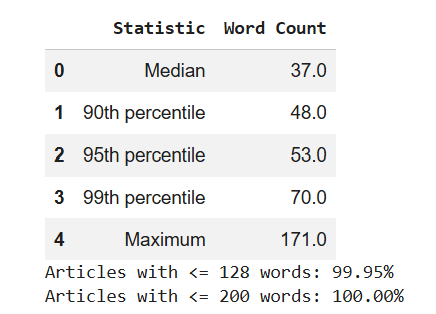 Statistic Word Count
0 Median 37.0
1 90th percentile 48.0
2 95th percentile 53.0
3 99th percentile 70.0
4 Maximum 171.0
Articles with <= 128 words: 99.95%
Articles with <= 200 words: 100.00%